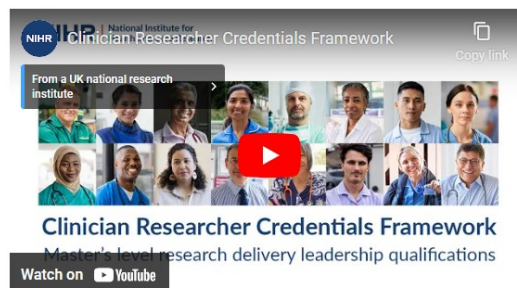 NIHR
NIHR | National Institute for
Clinician Researcher Credentials Framework
Copy link
From a UK national research
institute
Clinician Researcher Credentials Framework
Master's level research delivery leadership qualifications
Watch on YouTube